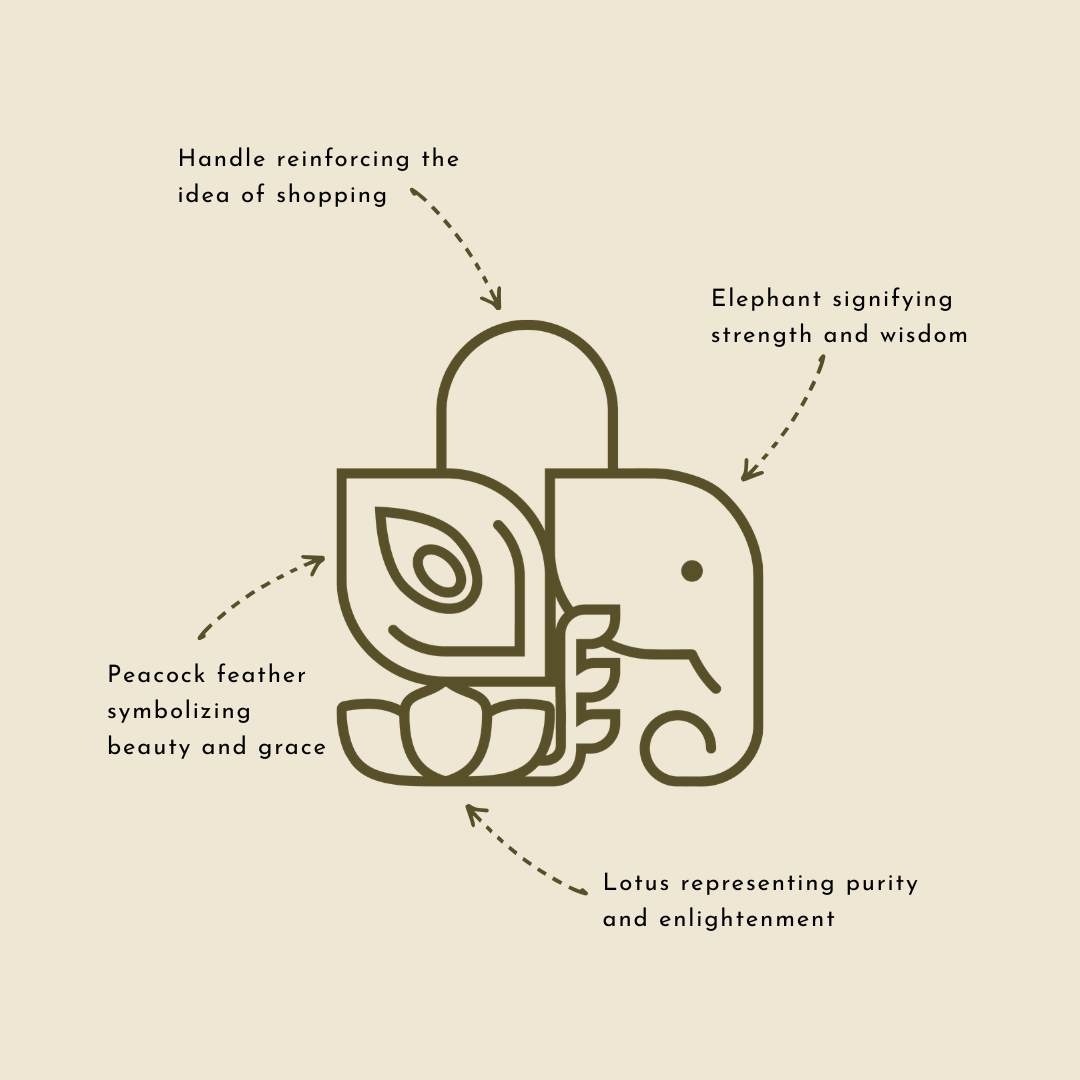 Handle reinforcing the
idea of shopping
Elephant signifying
strength and wisdom
Peacock feather
symbolizing
beauty and grace
Lotus representing purity
and enlightenment